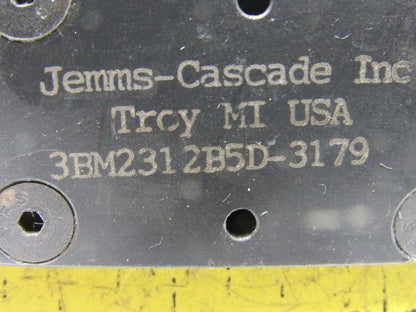 Jemms-Cascade Inc
Troy MI USA
3BM2312B5D-3179